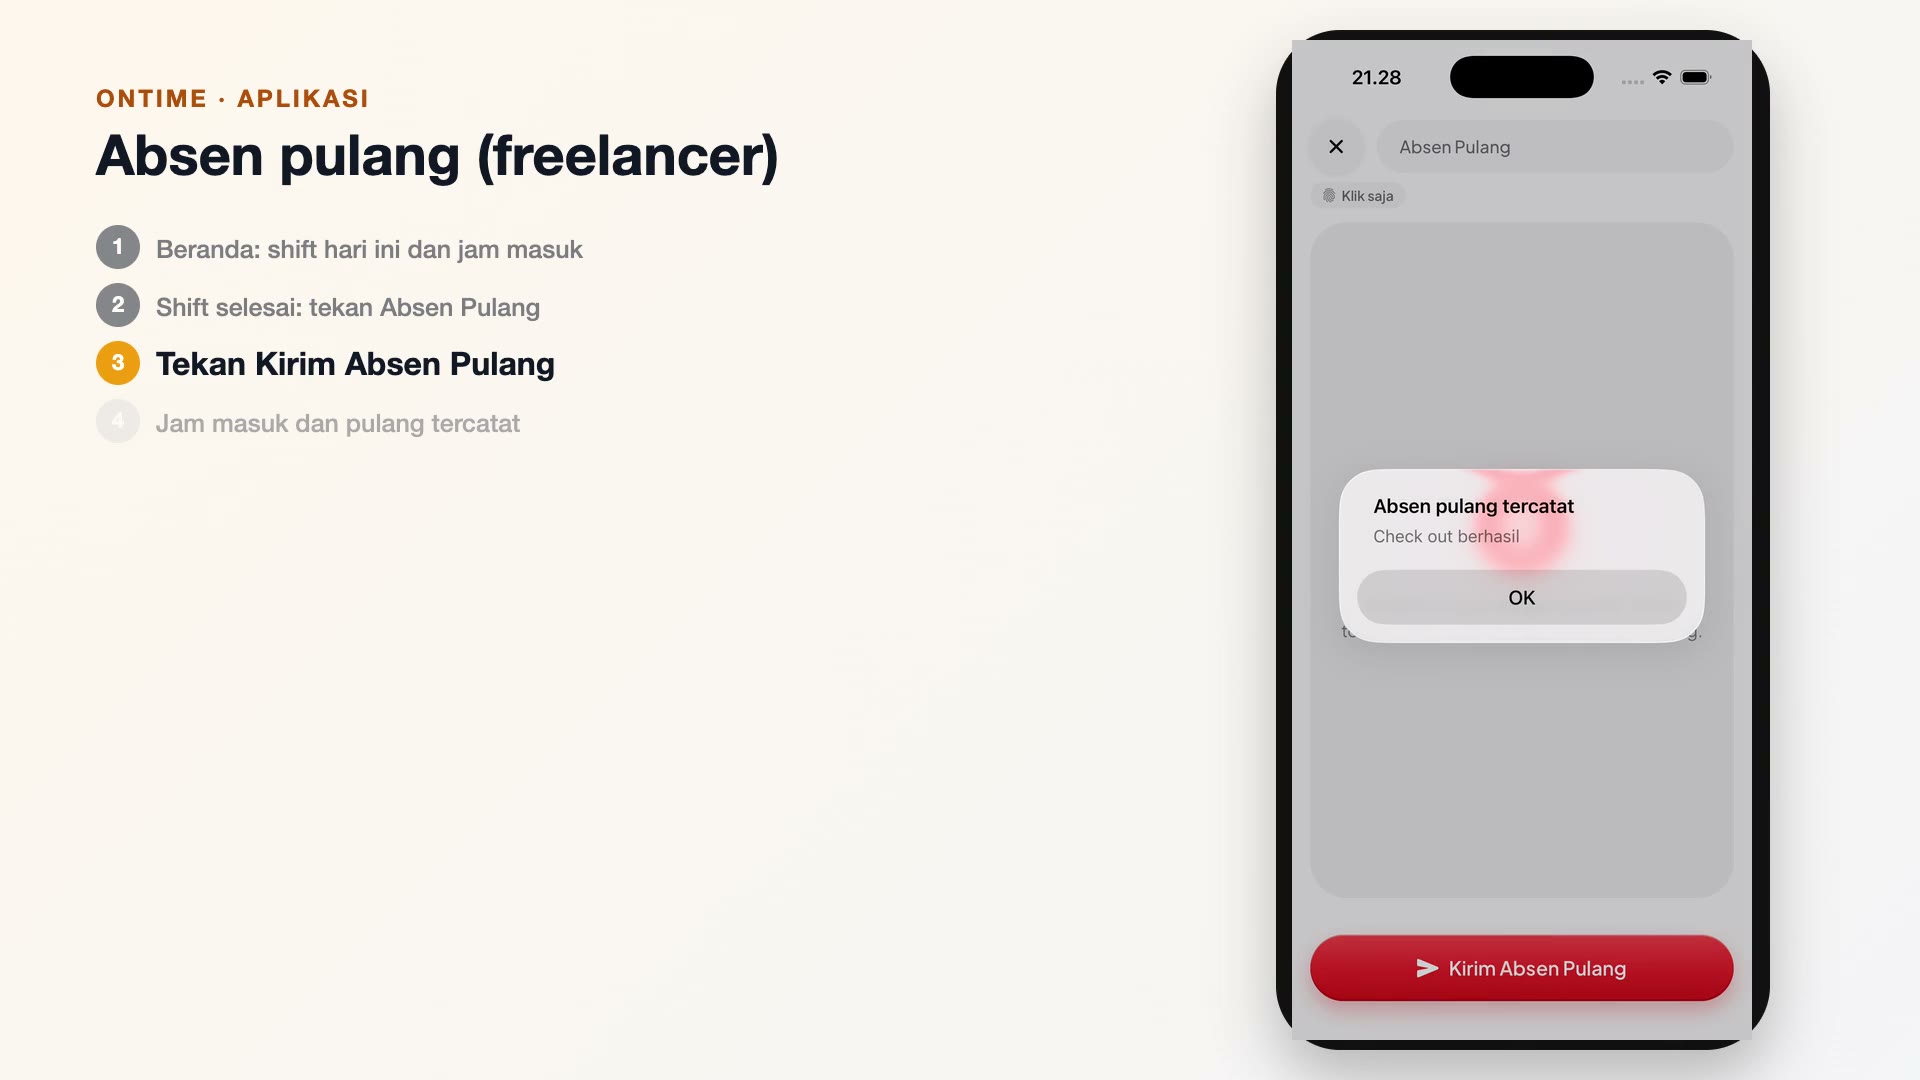 ONTIME · APLIKASI
Absen pulang (freelancer)
1 Beranda: shift hari ini dan jam masuk
2 Shift selesai: tekan Absen Pulang
3 Tekan Kirim Absen Pulang
4 Jam masuk dan pulang tercatat
21.28
Absen Pulang
Klik saja
Absen pulang tercatat
Check out berhasil
OK
Kirim Absen Pulang